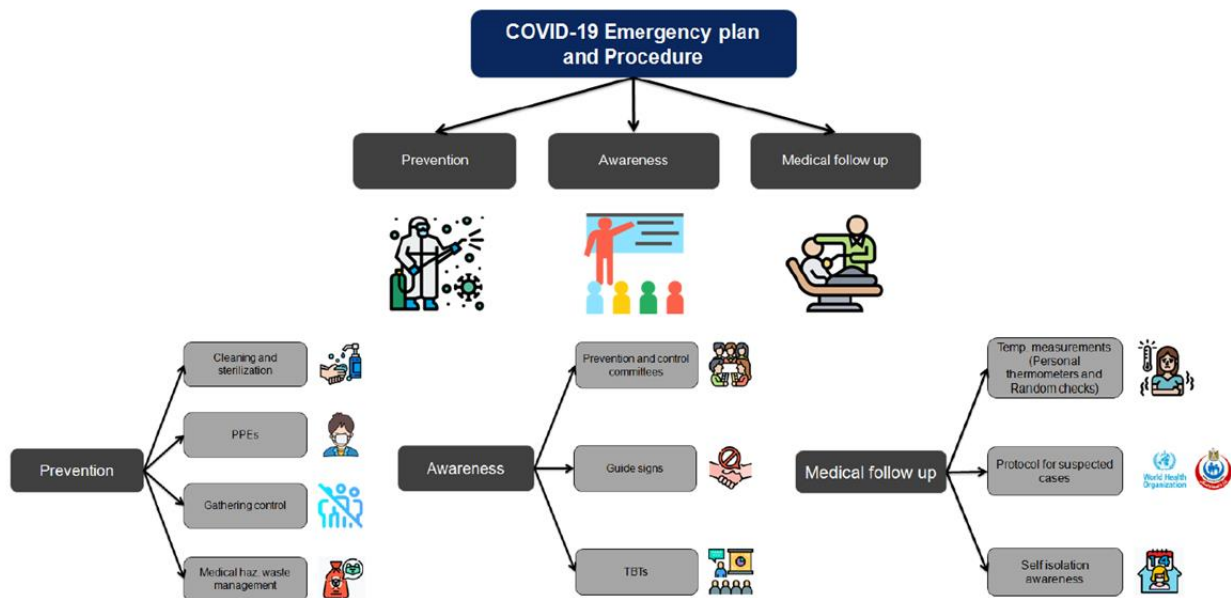 COVID-19 Emergency plan
and Procedure
Prevention
Awareness
Medical follow up
Prevention
Cleaning and
sterilization
PPEs
Gathering control
Medical haz. waste
management
Awareness
Prevention and control
committees
Guide signs
TBTs
Medical follow up
Temp. measurements
(Personal
thermometers and
Random checks)
Protocol for suspected
cases
World Health
Organization
Self isolation
awareness